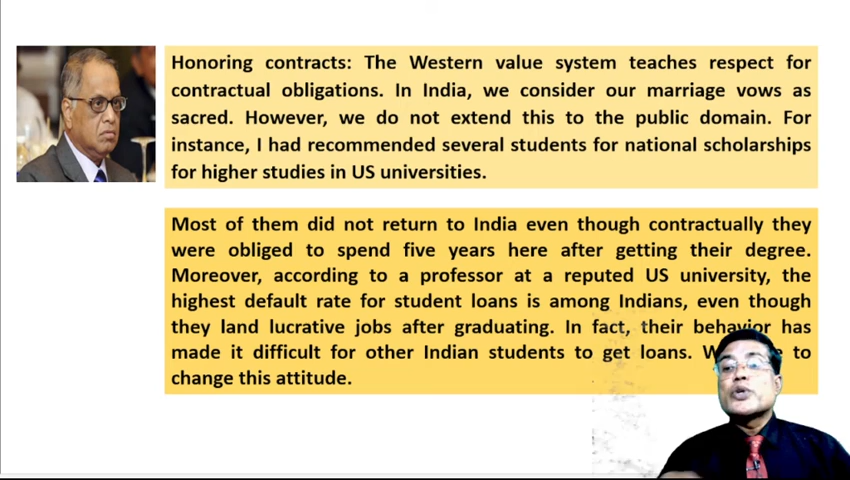 Honoring contracts: The Western value system teaches respect for
contractual obligations. In India, we consider our marriage vows as
sacred. However, we do not extend this to the public domain. For
instance, I had recommended several students for national scholarships
for higher studies in US universities.
Most of them did not return to India even though contractually they
were obliged to spend five years here after getting their degree.
Moreover, according to a professor at a reputed US university, the
highest default rate for student loans is among Indians, even though
they land lucrative jobs after graduating. In fact, their behavior has
made it difficult for other Indian students to get loans. to
change this attitude.